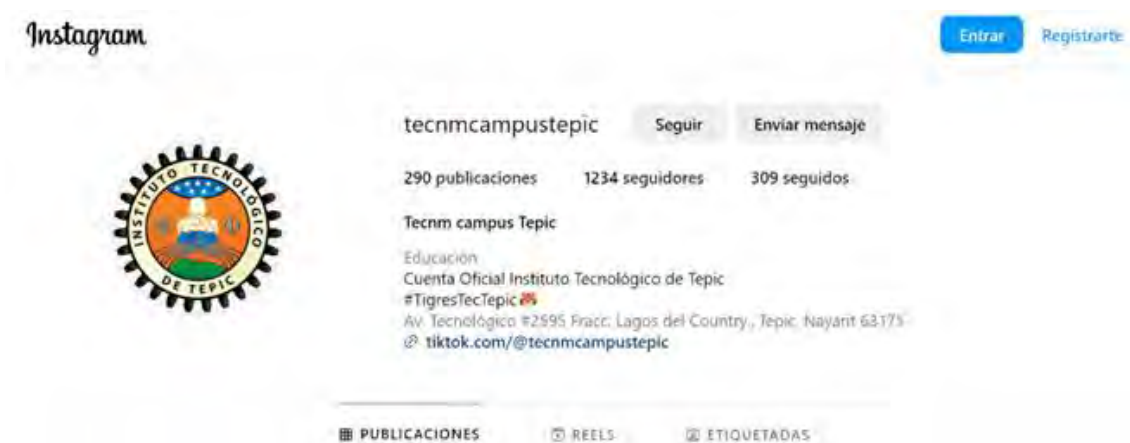 Instagram
Entrar
Registrarte
tecnmcampustepic
Seguir
Enviar mensaje
290 publicaciones
1234 seguidores
309 seguidos
INSTITUTO TECNOLÓGICO
DE TEPIC
Tecnm campus Tepic
Educación
Cuenta Oficial Instituto Tecnológico de Tepic
#TigresTecTepic
Av. Tecnológico #2595 Fracc. Lagos del Country., Tepic, Nayarit 63175
tiktok.com/@tecnmcampustepic
PUBLICACIONES
REELS
ETIQUETADAS